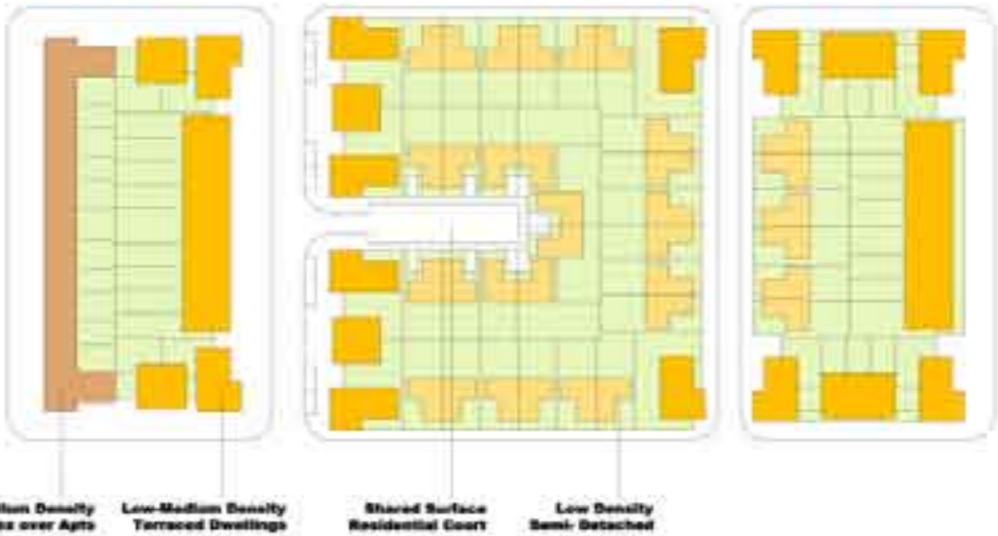 Density
over Apts
Low-Medium Density
Terraced Dwellings
Shared Surface
Residential Court
Low Density
Semi- Detached